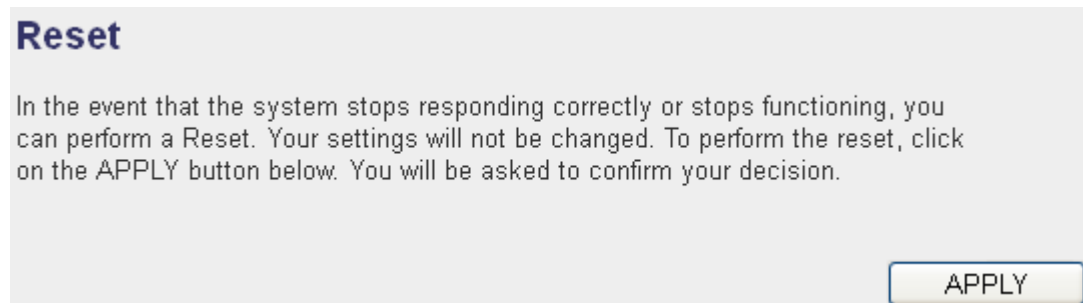 Reset
In the event that the system stops responding correctly or stops functioning, you
can perform a Reset. Your settings will not be changed. To perform the reset, click
on the APPLY button below. You will be asked to confirm your decision.
APPLY